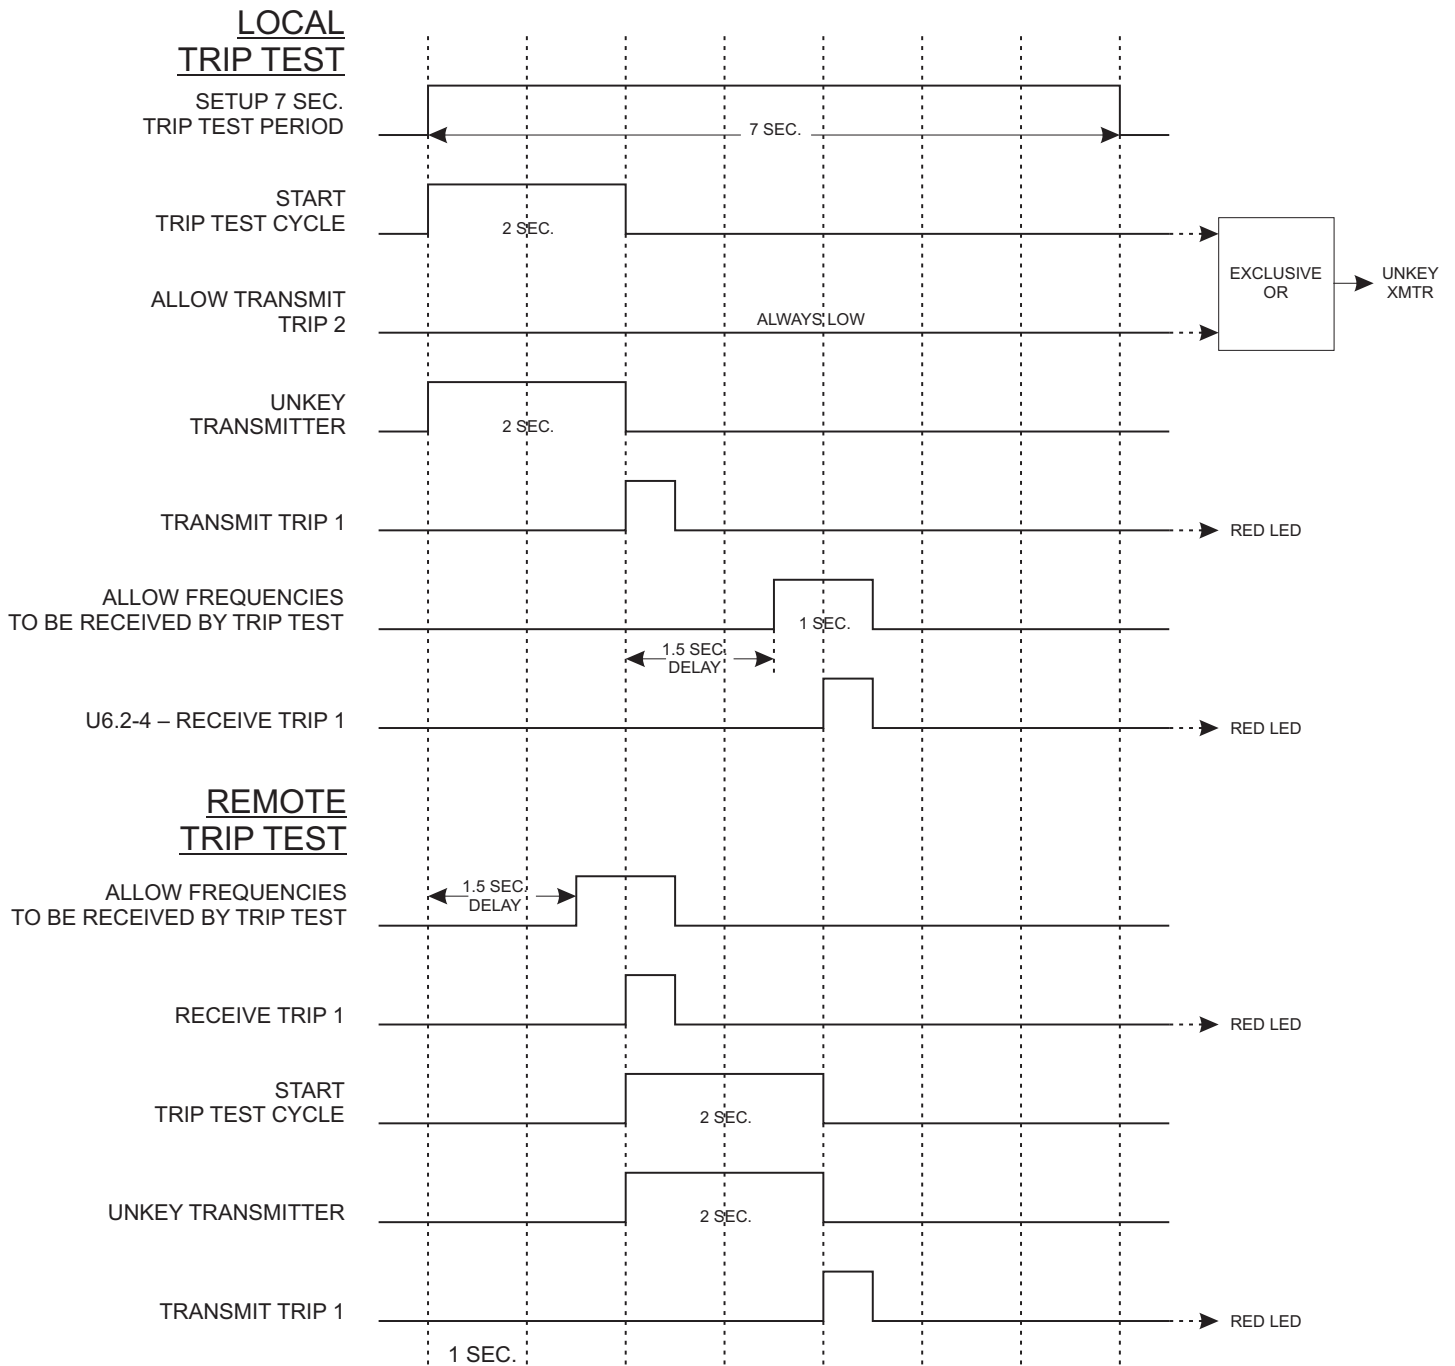 LOCAL
TRIP TEST
SETUP 7 SEC.
TRIP TEST PERIOD
7 SEC.
START
TRIP TEST CYCLE
2 SEC.
EXCLUSIVE
OR
UNKEY
XMTR
ALLOW TRANSMIT
TRIP 2
ALWAYS LOW
UNKEY
TRANSMITTER
2 SEC.
TRANSMIT TRIP 1
RED LED
ALLOW FREQUENCIES
TO BE RECEIVED BY TRIP TEST
1 SEC.
1.5 SEC.
DELAY
U6.2-4 – RECEIVE TRIP 1
RED LED
REMOTE
TRIP TEST
ALLOW FREQUENCIES
TO BE RECEIVED BY TRIP TEST
1.5 SEC.
DELAY
RECEIVE TRIP 1
RED LED
START
TRIP TEST CYCLE
2 SEC.
UNKEY TRANSMITTER
2 SEC.
TRANSMIT TRIP 1
RED LED
1 SEC.